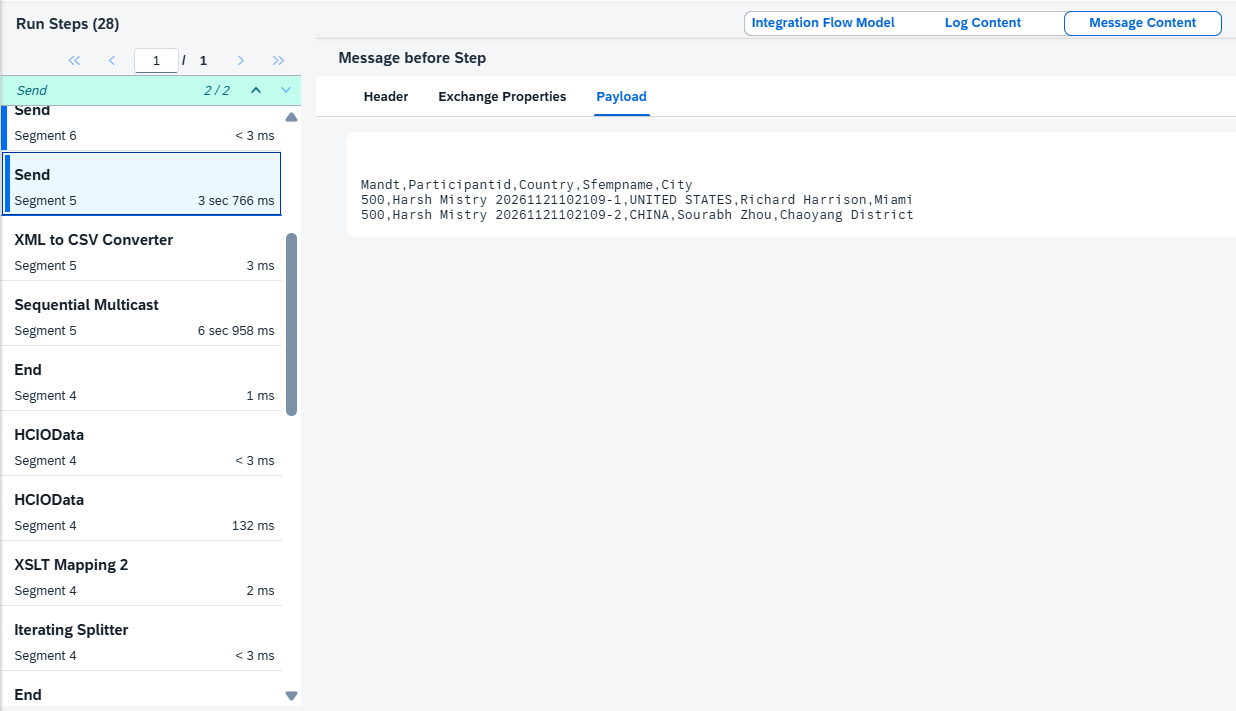 Run Steps (28)
Integration Flow Model
Log Content
Message Content
1 / 1
Message before Step
Send 2 / 2
Header
Exchange Properties
Payload
Send
Segment 6 < 3 ms
Send
Segment 5 3 sec 766 ms
XML to CSV Converter
Segment 5 3 ms
Sequential Multicast
Segment 5 6 sec 958 ms
End
Segment 4 1 ms
HCIOData
Segment 4 < 3 ms
HCIOData
Segment 4 132 ms
XSLT Mapping 2
Segment 4 2 ms
Iterating Splitter
Segment 4 < 3 ms
End
Mandt,Participantid,Country,Sfempname,City
500,Harsh Mistry 20261121102109-1,UNITED STATES,Richard Harrison,Miami
500,Harsh Mistry 20261121102109-2,CHINA,Sourabh Zhou,Chaoyang District